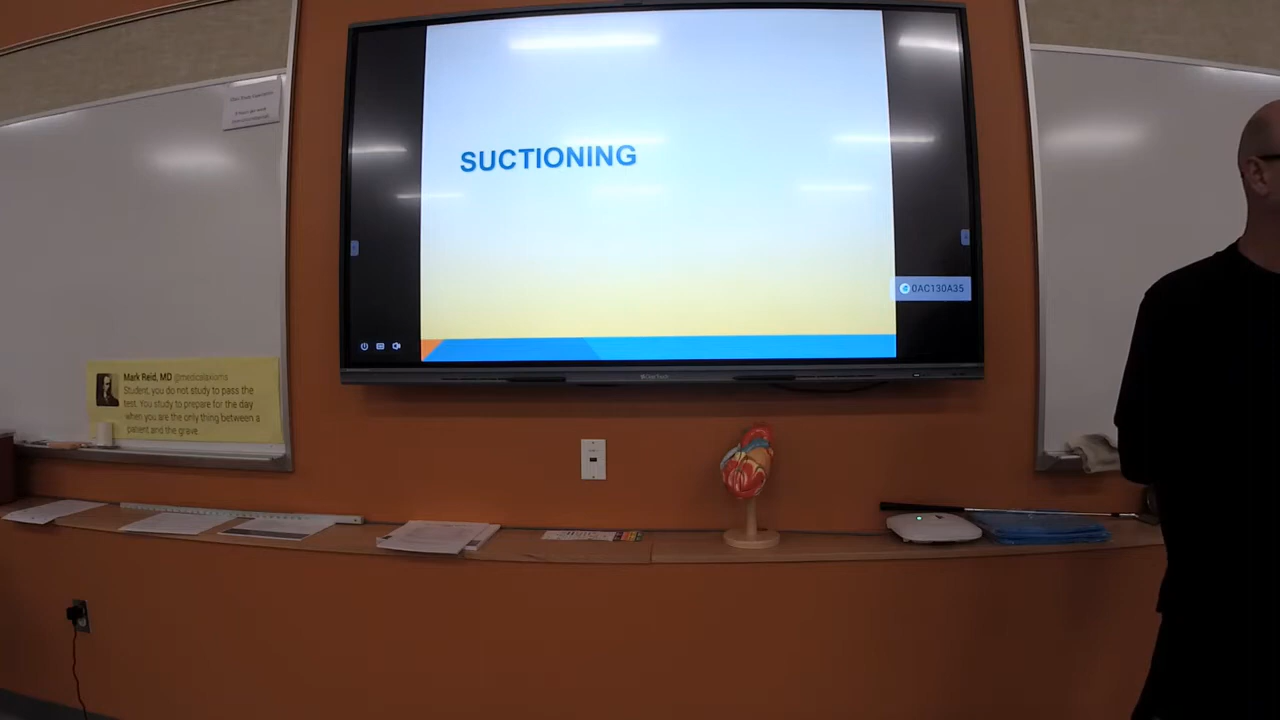 SUCTIONING
0AC130A35
Mark Reid, MD @medicalaxioms
Student, you do not study to pass the
test. You study to prepare for the day
when you are the only thing between a
patient and the grave.